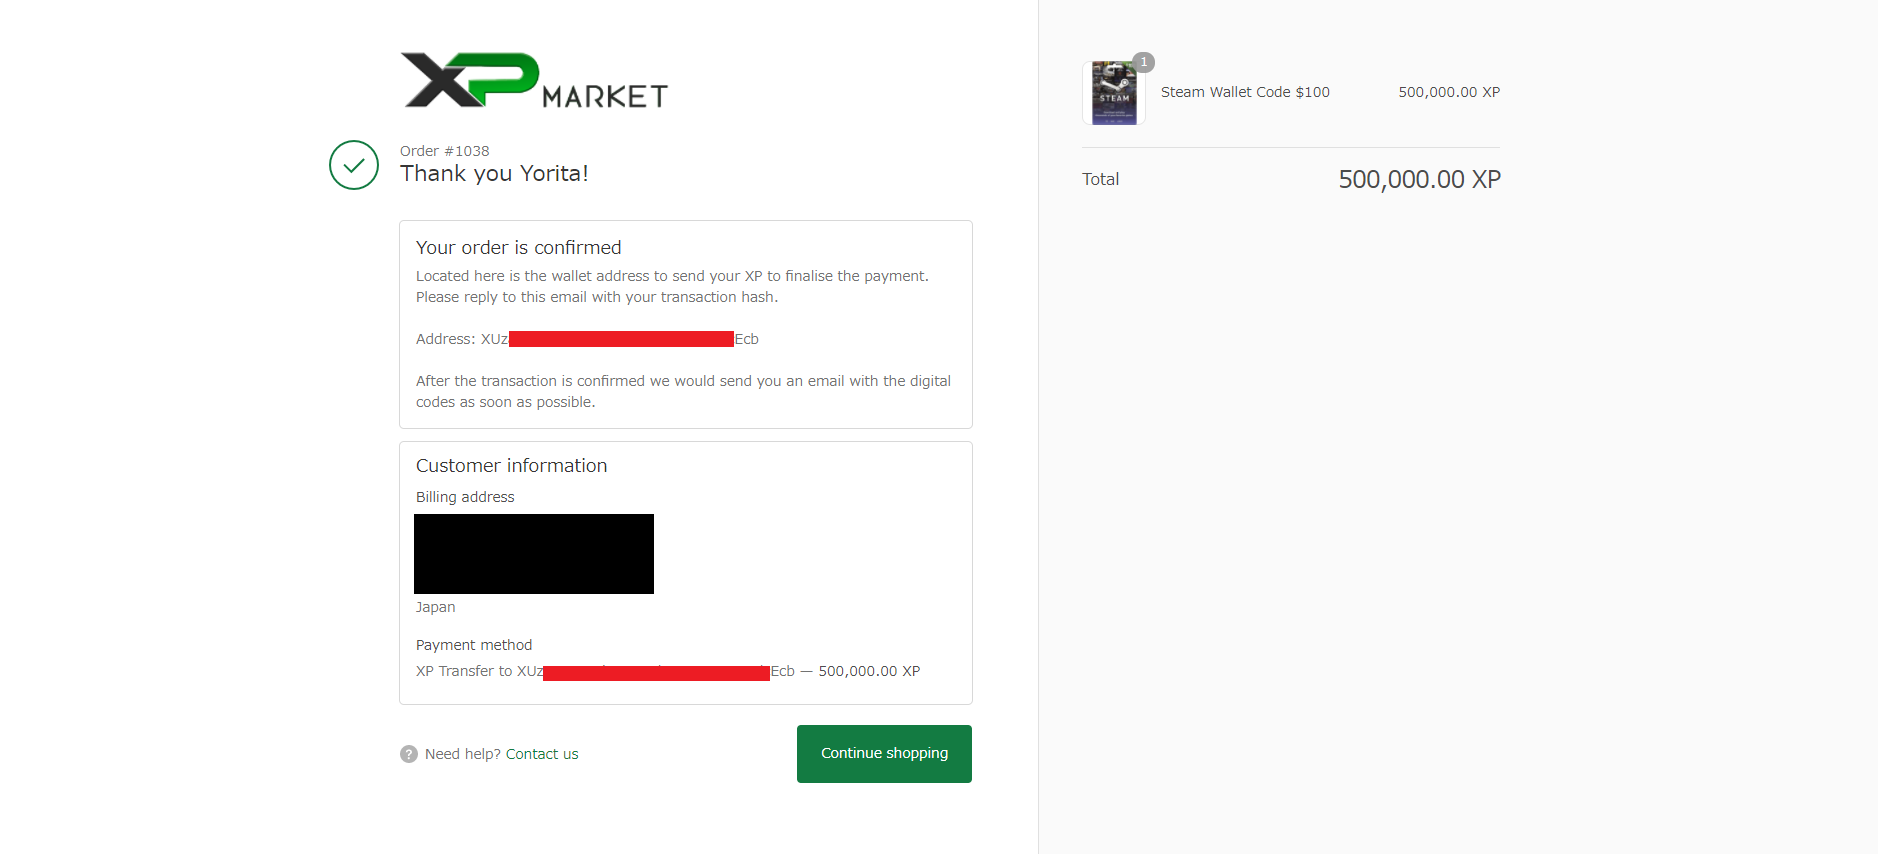 XP MARKET
Order #1038
Thank you Yorita!
Your order is confirmed
Located here is the wallet address to send your XP to finalise the payment.
Please reply to this email with your transaction hash.
Address: XUz Ecb
After the transaction is confirmed we would send you an email with the digital
codes as soon as possible.
Customer information
Billing address
Japan
Payment method
XP Transfer to XUz Ecb — 500,000.00 XP
? Need help? Contact us
Continue shopping
1
STEAM
Steam Wallet Code $100 500,000.00 XP
Total 500,000.00 XP